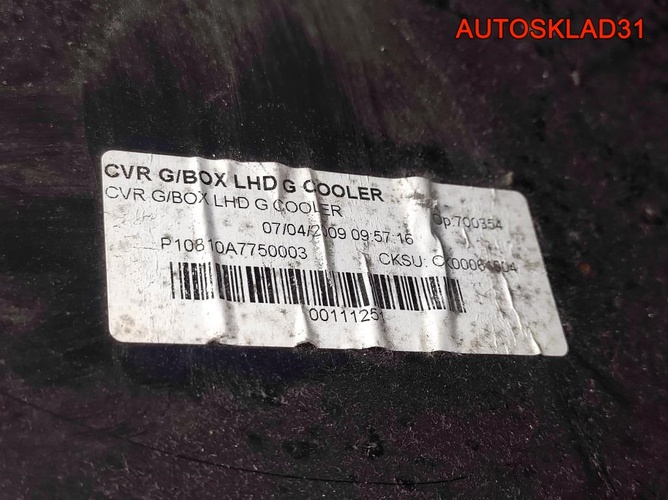 AUTOSKLAD31
CVR G/BOX LHD G COOLER
CVR G/BOX LHD G COOLER
Op:700354
07/04/2009 09:57:16
P10810A7750003
CKSU:
00111251